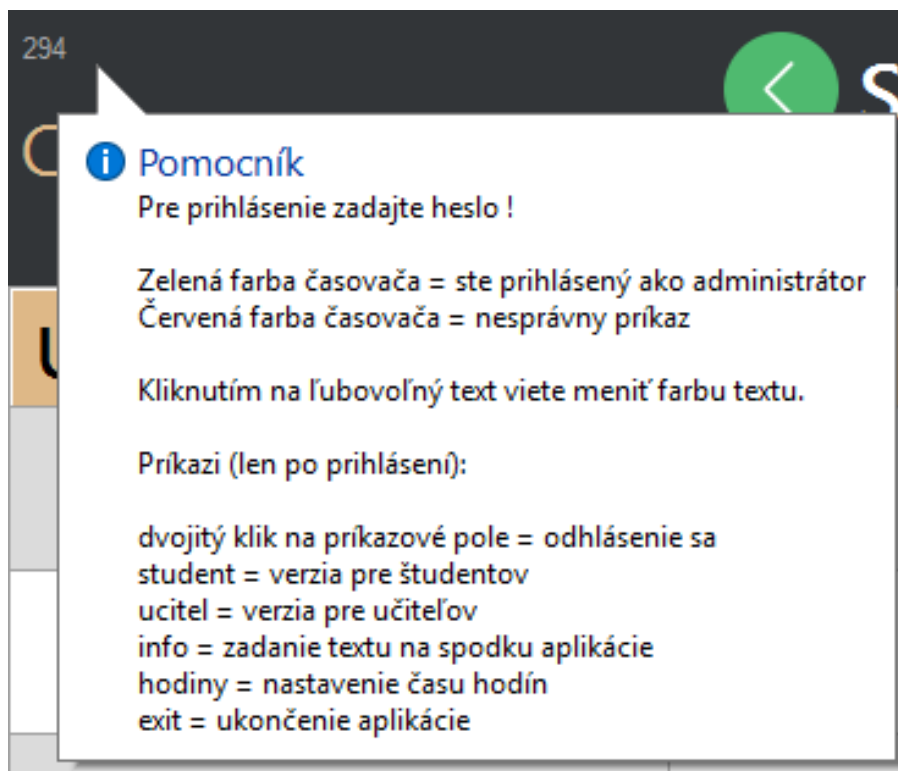 294
Pomocník
Pre prihlásenie zadajte heslo !
Zelená farba časovača = ste prihlásený ako administrátor
Červená farba časovača = nesprávny príkaz
Kliknutím na ľubovoľný text viete meniť farbu textu.
Príkazi (len po prihlásení):
dvojitý klik na príkazové pole = odhlásenie sa
student = verzia pre študentov
ucitel = verzia pre učiteľov
info = zadanie textu na spodku aplikácie
hodiny = nastavenie času hodín
exit = ukončenie aplikácie